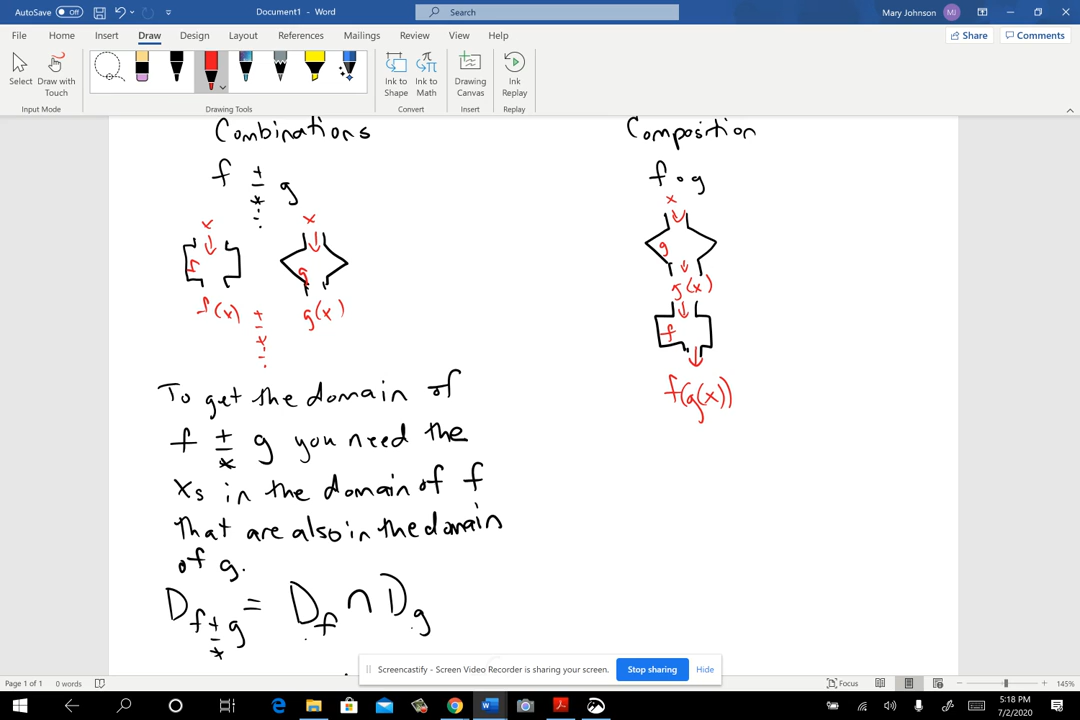 AutoSave Off Document1 - Word Search Mary Johnson MJ
File Home Insert Draw Design Layout References Mailings Review View Help Share Comments
Select Draw with Touch Ink to Shape Ink to Math Drawing Canvas Ink Replay
Input Mode Drawing Tools Convert Insert Replay
Combinations
f + - * ÷ g
x x
f g
f(x) + - * ÷ g(x)
To get the domain of
f + - * g you need the
xs in the domain of f
that are also in the domain
of g.
D f + - * g = D f ∩ D g
Composition
f ∘ g
x
g
g(x)
f
f(g(x))
Screencastify - Screen Video Recorder is sharing your screen. Stop sharing Hide
Page 1 of 1 0 words Focus 145%
5:18 PM
7/2/2020